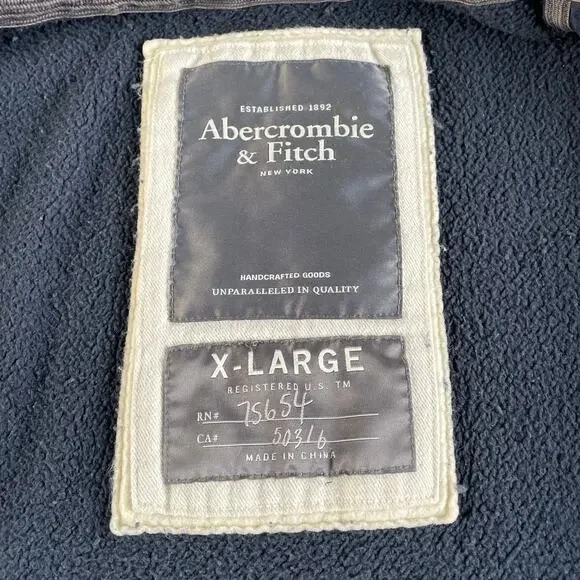 ESTABLISHED 1892
Abercrombie
& Fitch
NEW YORK
HANDCRAFTED GOODS
UNPARALLELED IN QUALITY
X-LARGE
REGISTERED U.S. TM
RN# 75654
CA# 50316
MADE IN CHINA